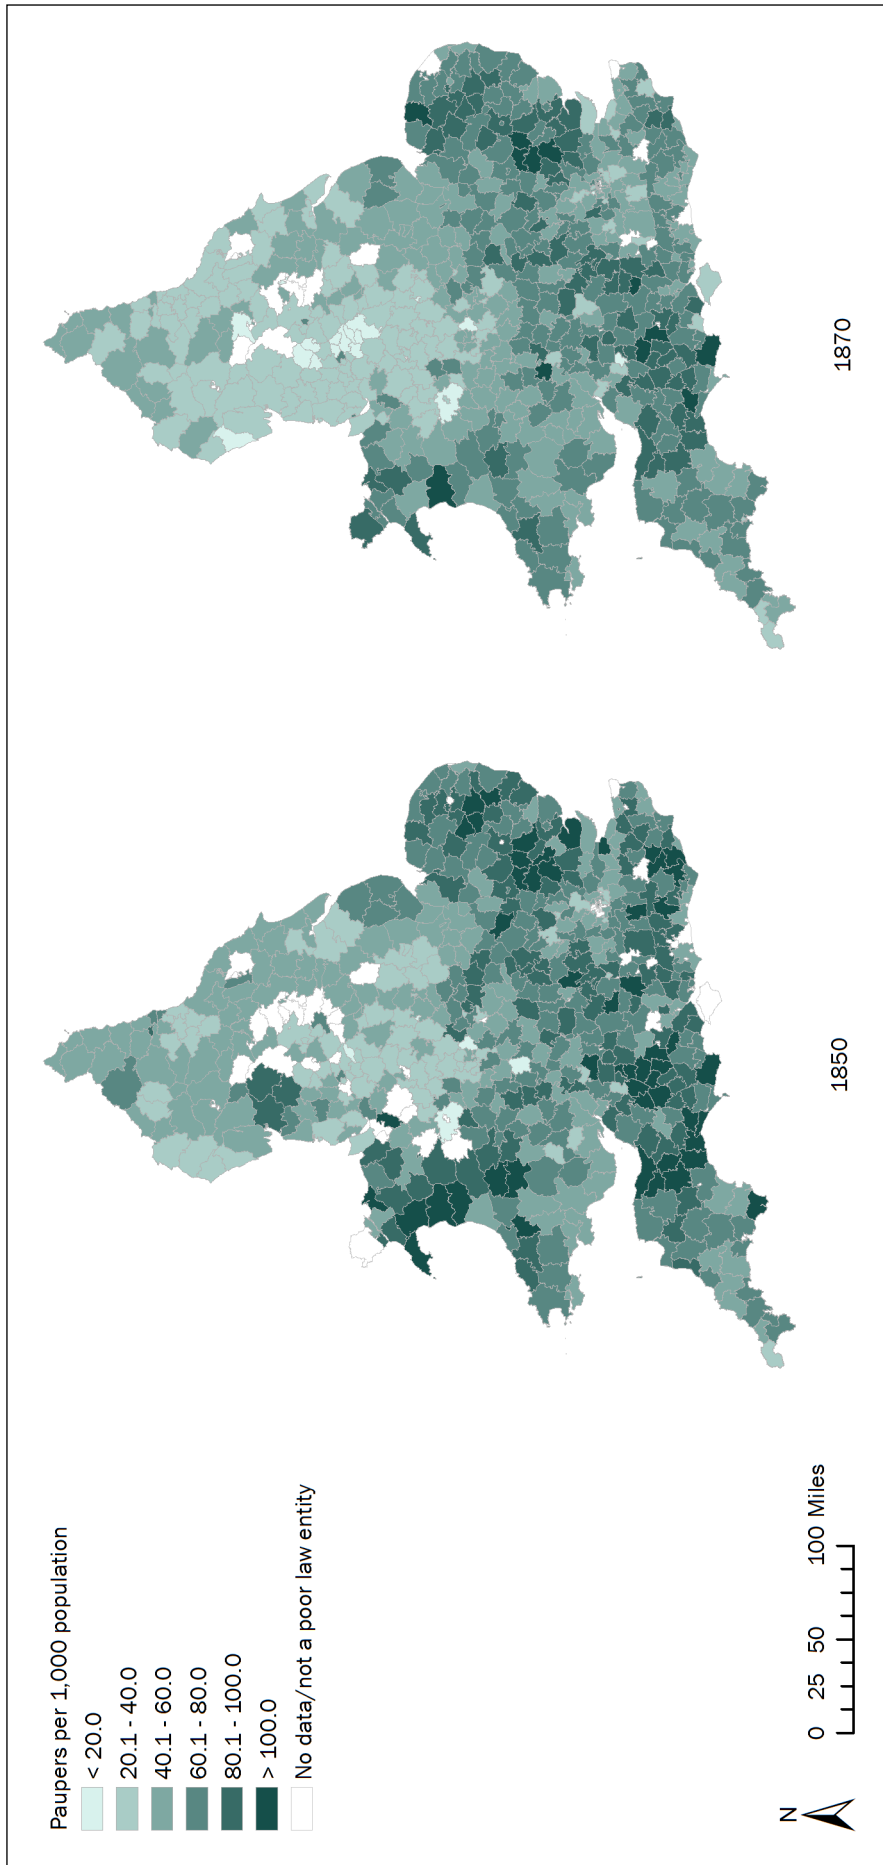 Paupers per 1,000 population
< 20.0
20.1 - 40.0
40.1 - 60.0
60.1 - 80.0
80.1 - 100.0
> 100.0
No data/not a poor law entity
N
0 25 50 100 Miles
1850
1870